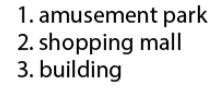 1. amusement park
2. shopping mall
3. building